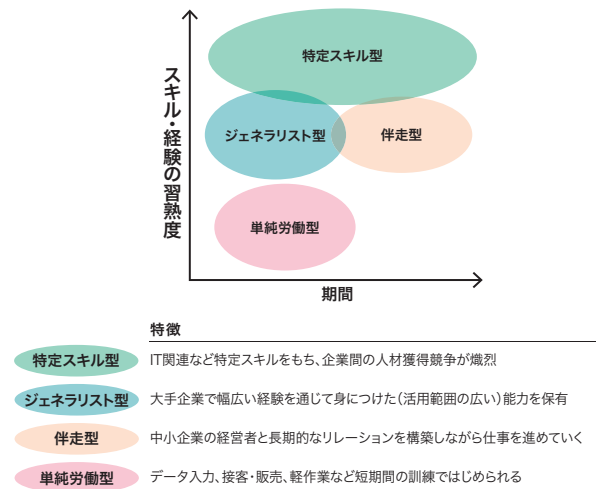 スキル・経験の習熟度
特定スキル型
ジェネラリスト型
伴走型
単純労働型
期間
特徴
特定スキル型 IT関連など特定スキルをもち、企業間の人材獲得競争が熾烈
ジェネラリスト型 大手企業で幅広い経験を通じて身につけた(活用範囲の広い)能力を保有
伴走型 中小企業の経営者と長期的なリレーションを構築しながら仕事を進めていく
単純労働型 データ入力、接客・販売、軽作業など短期間の訓練ではじめられる